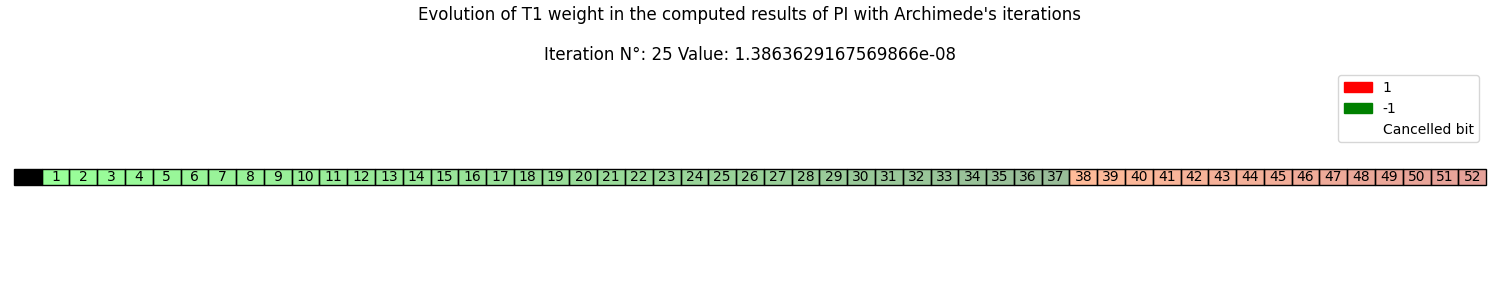 Evolution of T1 weight in the computed results of PI with Archimede's iterations
Iteration N°: 25 Value: 1.3863629167569866e-08
1
-1
Cancelled bit
1 2 3 4 5 6 7 8 9 10 11 12 13 14 15 16 17 18 19 20 21 22 23 24 25 26 27 28 29 30 31 32 33 34 35 36 37 38 39 40 41 42 43 44 45 46 47 48 49 50 51 52